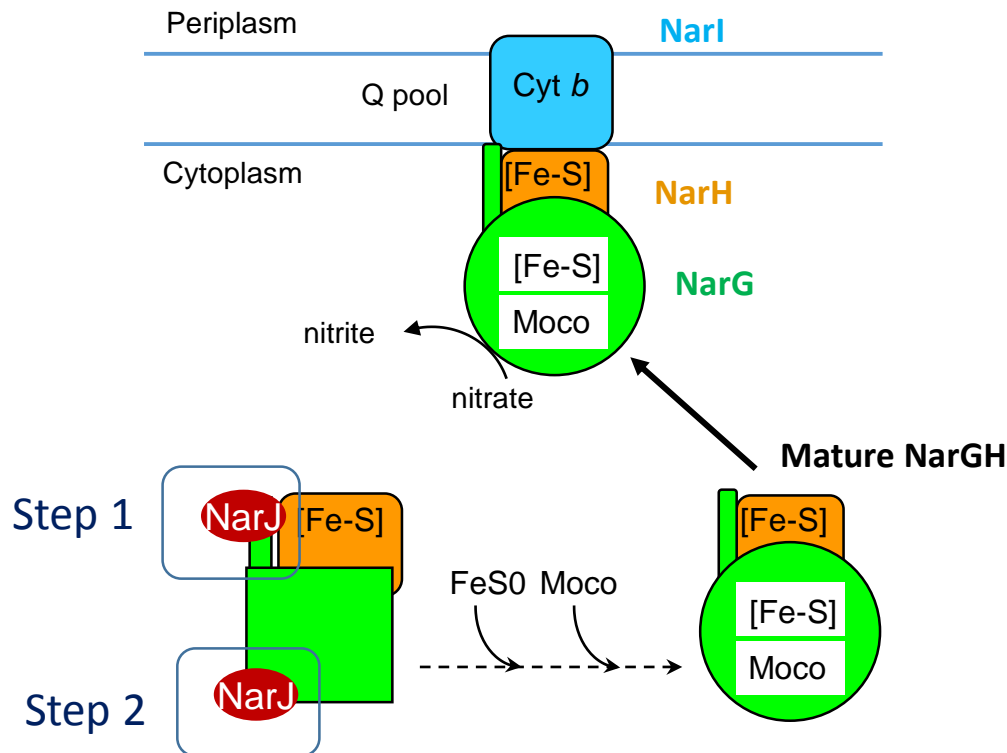 Periplasm
NarI
Cyt b
Q pool
Cytoplasm
[Fe-S]
NarH
[Fe-S]
NarG
Moco
nitrite
nitrate
Mature NarGH
Step 1
NarJ
[Fe-S]
[Fe-S]
FeS0 Moco
[Fe-S]
Moco
NarJ
Step 2